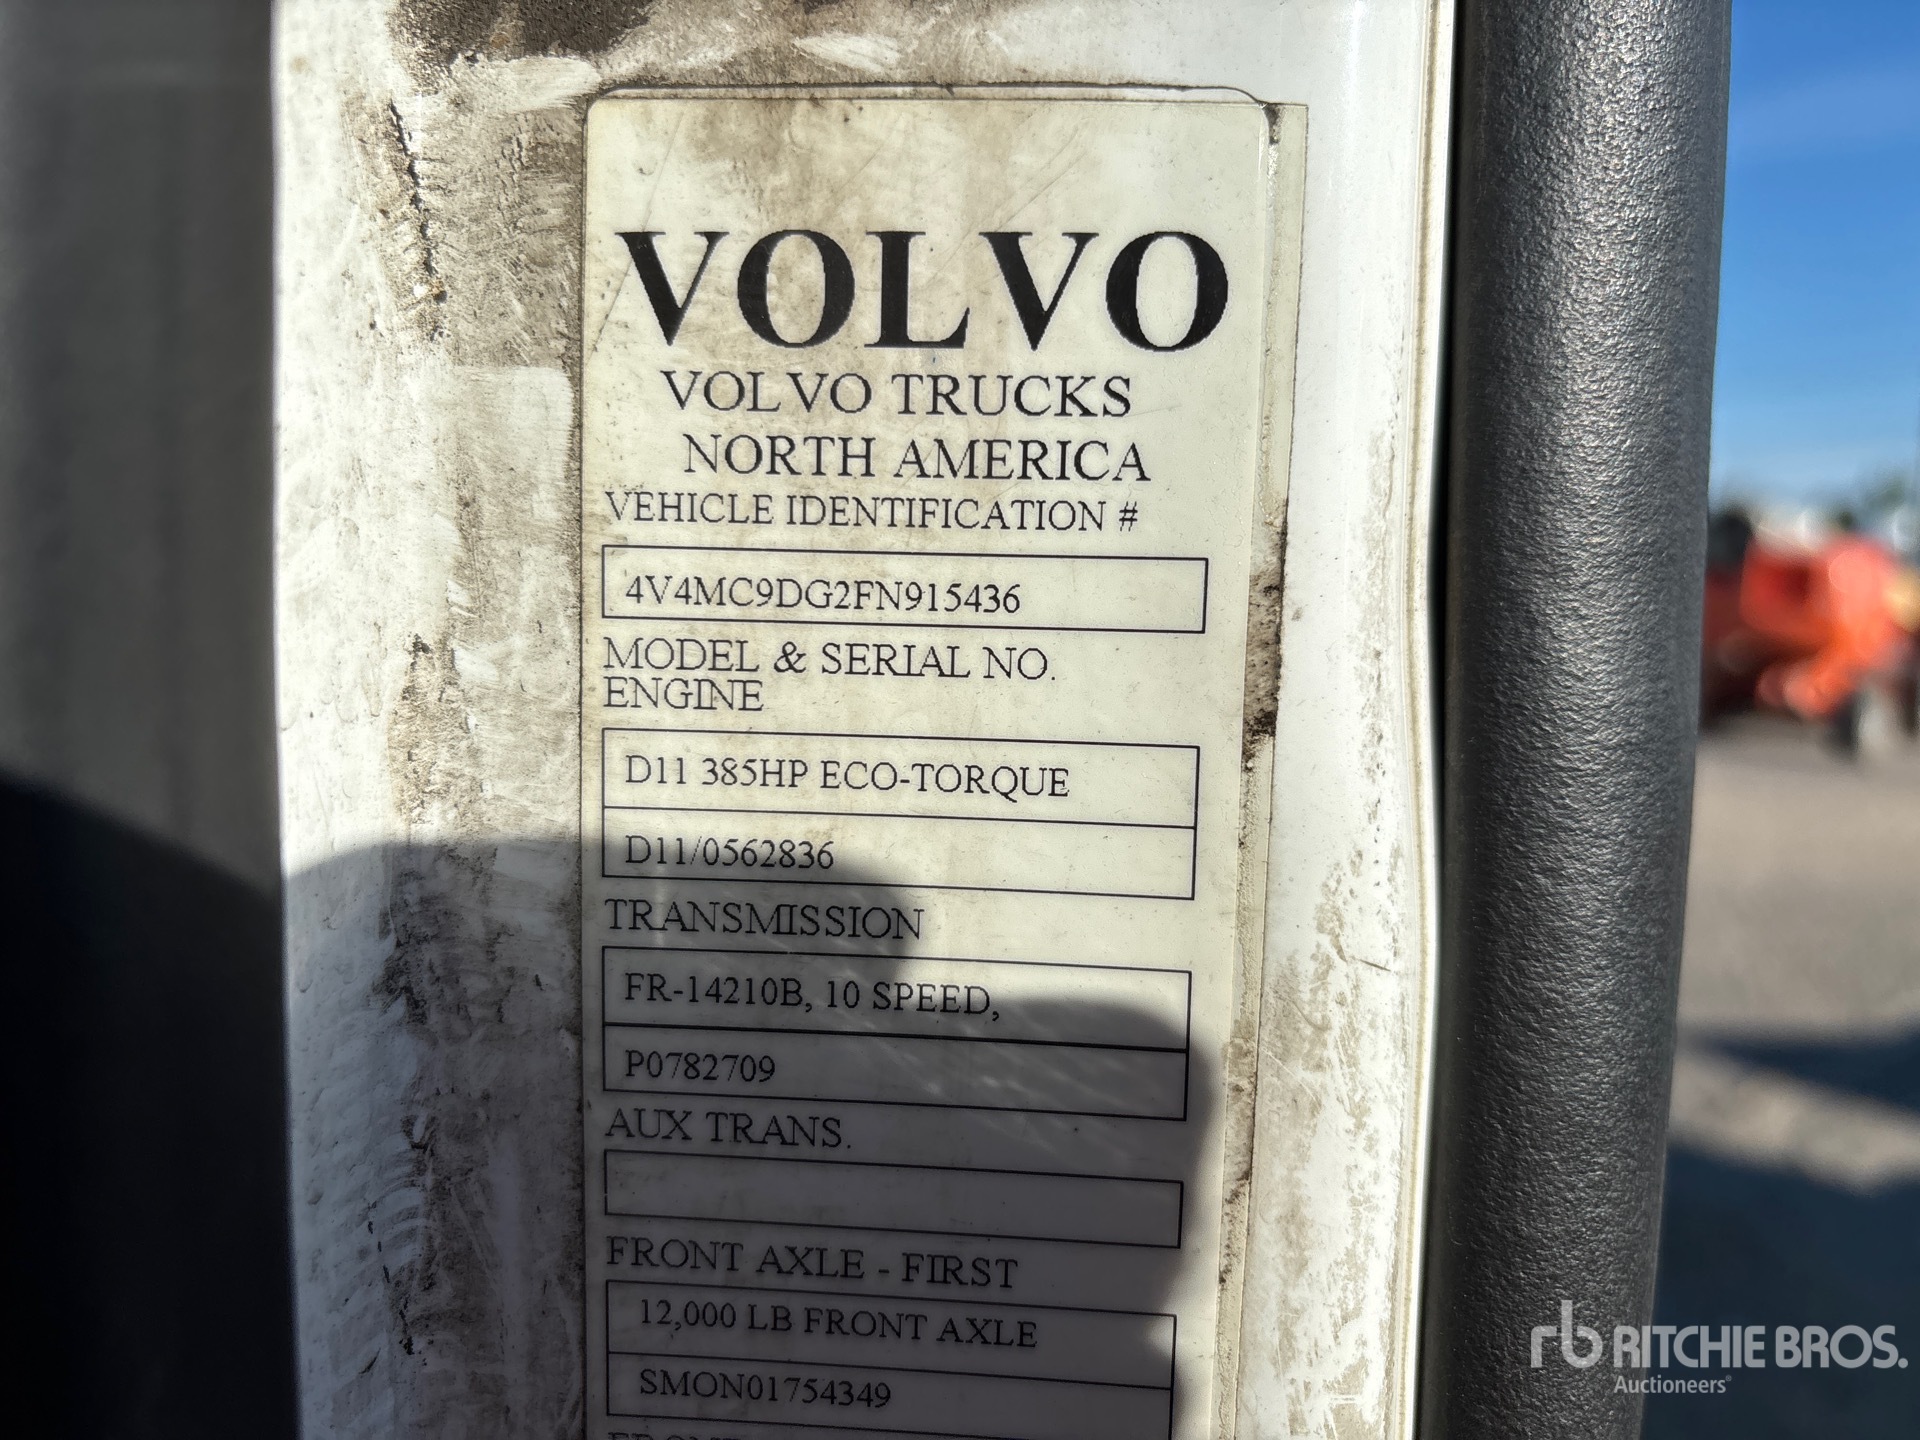 VOLVO
VOLVO TRUCKS
NORTH AMERICA
VEHICLE IDENTIFICATION #
4V4MC9DG2FN915436
MODEL & SERIAL NO.
ENGINE
D11 385HP ECO-TORQUE
D11/0562836
TRANSMISSION
FR-14210B, 10 SPEED,
P0782709
AUX TRANS.
FRONT AXLE - FIRST
12,000 LB FRONT AXLE
SMON01754349
rb RITCHIE BROS.
Auctioneers®